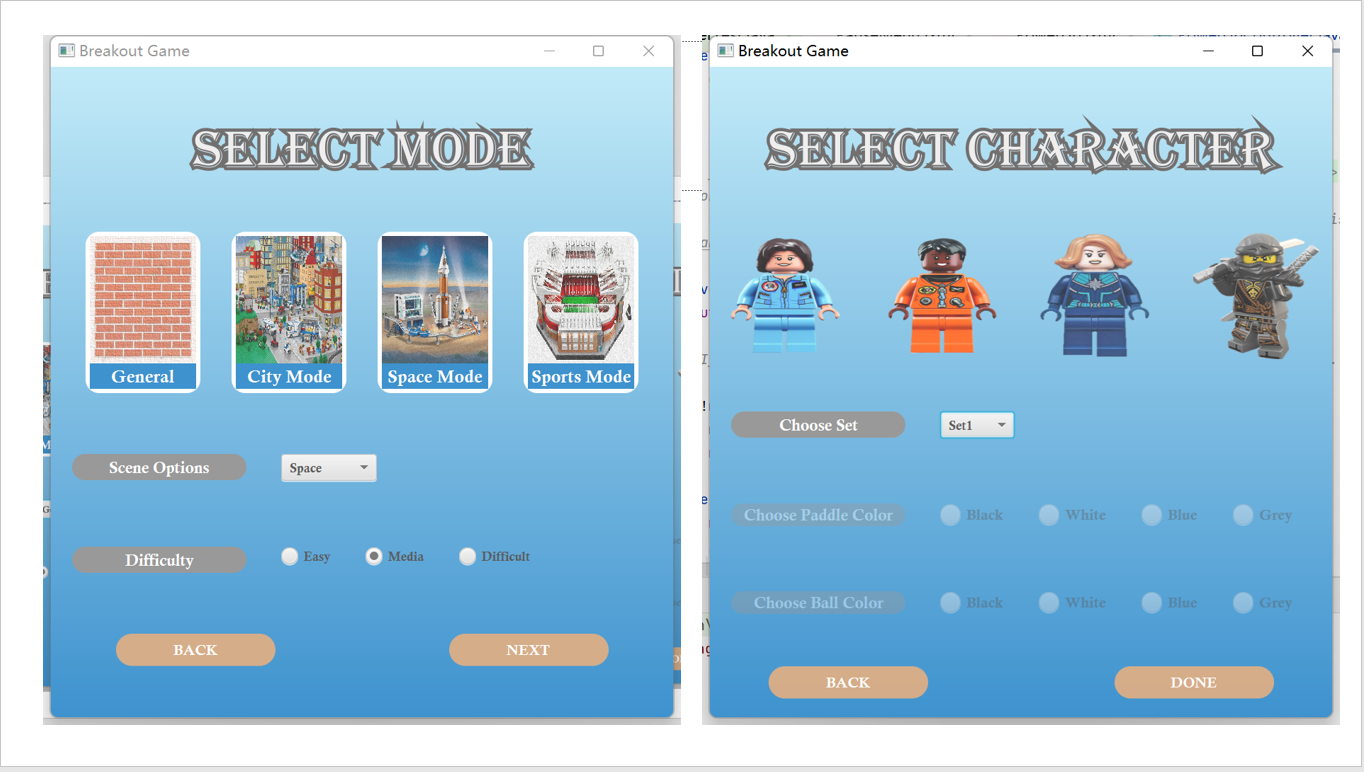 Breakout Game
SELECT MODE
General
City Mode
Space Mode
Sports Mode
Scene Options
Space
Difficulty
Easy
Media
Difficult
BACK
NEXT
Breakout Game
SELECT CHARACTER
Choose Set
Set1
Choose Paddle Color
Black
White
Blue
Grey
Choose Ball Color
Black
White
Blue
Grey
BACK
DONE